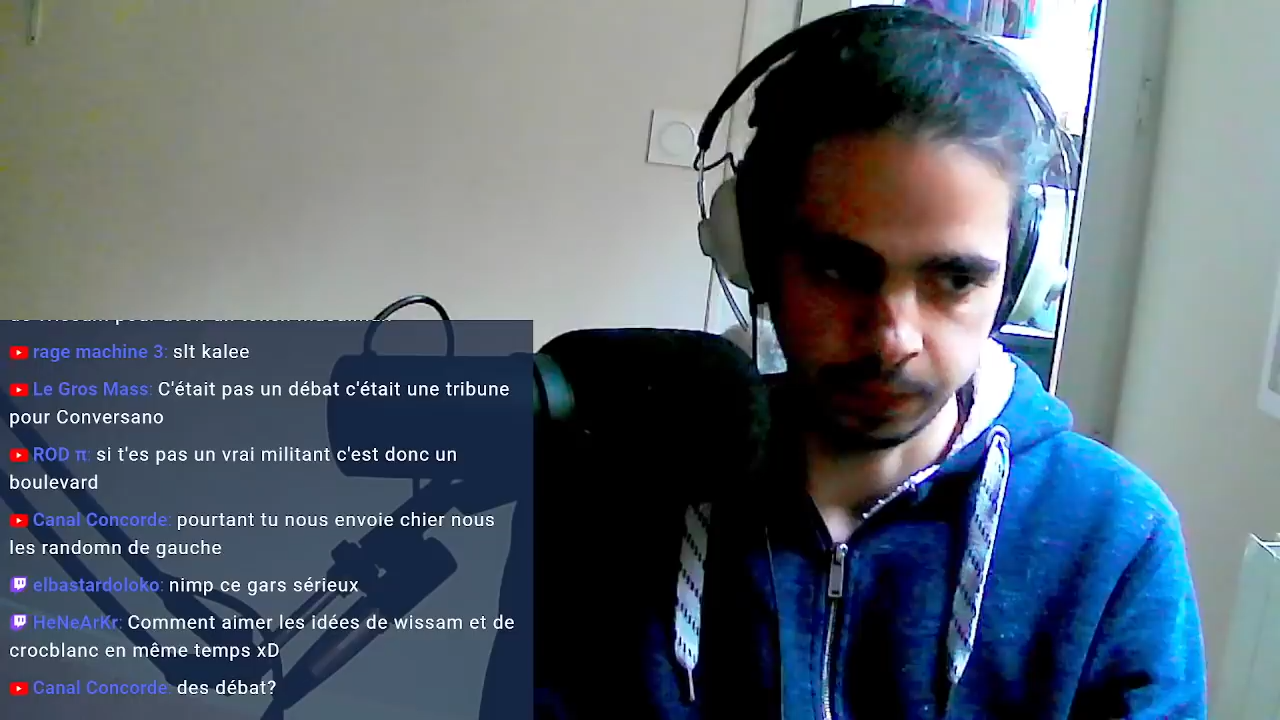 rage machine 3: slt kalee
Le Gros Mass: C'était pas un débat c'était une tribune
pour Conversano
ROD π: si t'es pas un vrai militant c'est donc un
boulevard
Canal Concorde: pourtant tu nous envoie chier nous
les randomn de gauche
elbastardoloko: nimp ce gars sérieux
HeNeArKr: Comment aimer les idées de wissam et de
crocblanc en même temps xD
Canal Concorde: des débat?